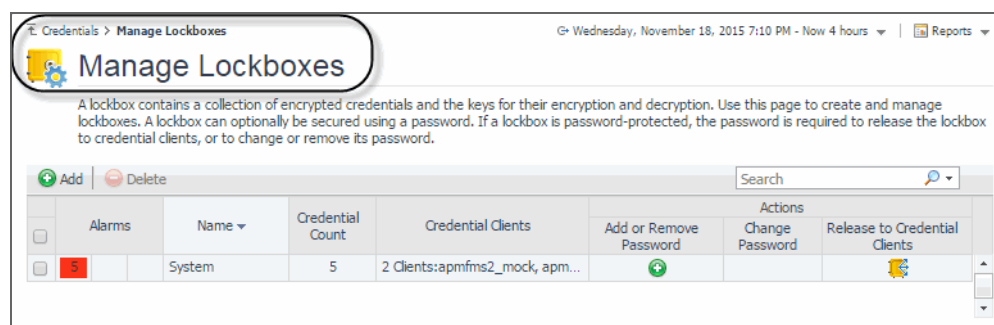 Credentials > Manage Lockboxes
Wednesday, November 18, 2015 7:10 PM - Now 4 hours
Reports
Manage Lockboxes
A lockbox contains a collection of encrypted credentials and the keys for their encryption and decryption. Use this page to create and manage
lockboxes. A lockbox can optionally be secured using a password. If a lockbox is password-protected, the password is required to release the lockbox
to credential clients, or to change or remove its password.
Add
Delete
Search
Alarms
Name
Credential
Count
Credential Clients
Actions
Add or Remove
Password
Change
Password
Release to Credential
Clients
5
System
5
2 Clients:apmfms2_mock, apm...